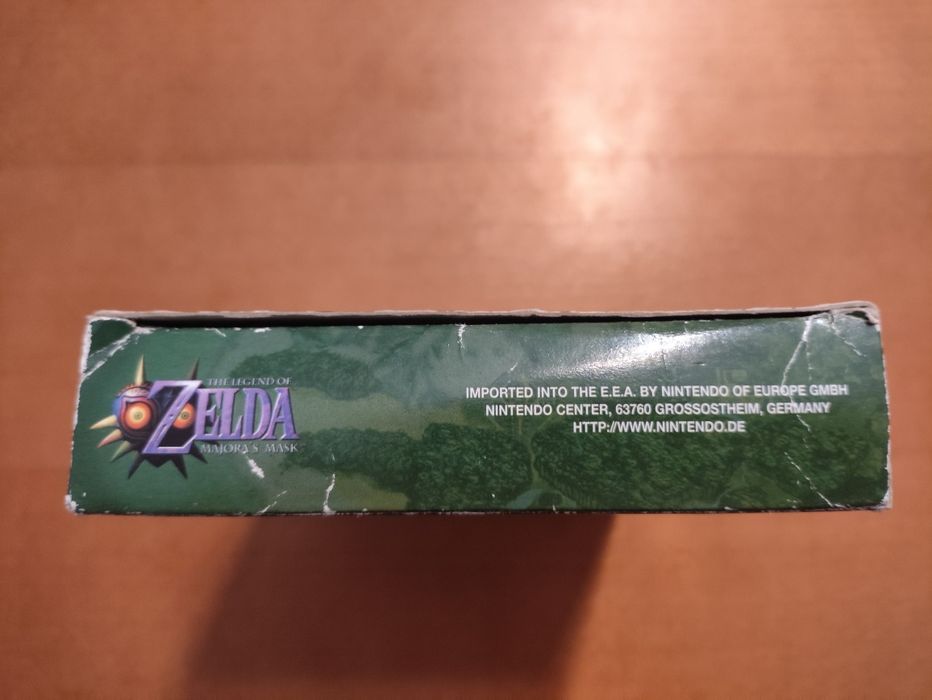 THE LEGEND OF
ZELDA
MAJORA'S MASK
IMPORTED INTO THE E.E.A. BY NINTENDO OF EUROPE GMBH
NINTENDO CENTER, 63760 GROSSOSTHEIM, GERMANY
HTTP://WWW.NINTENDO.DE